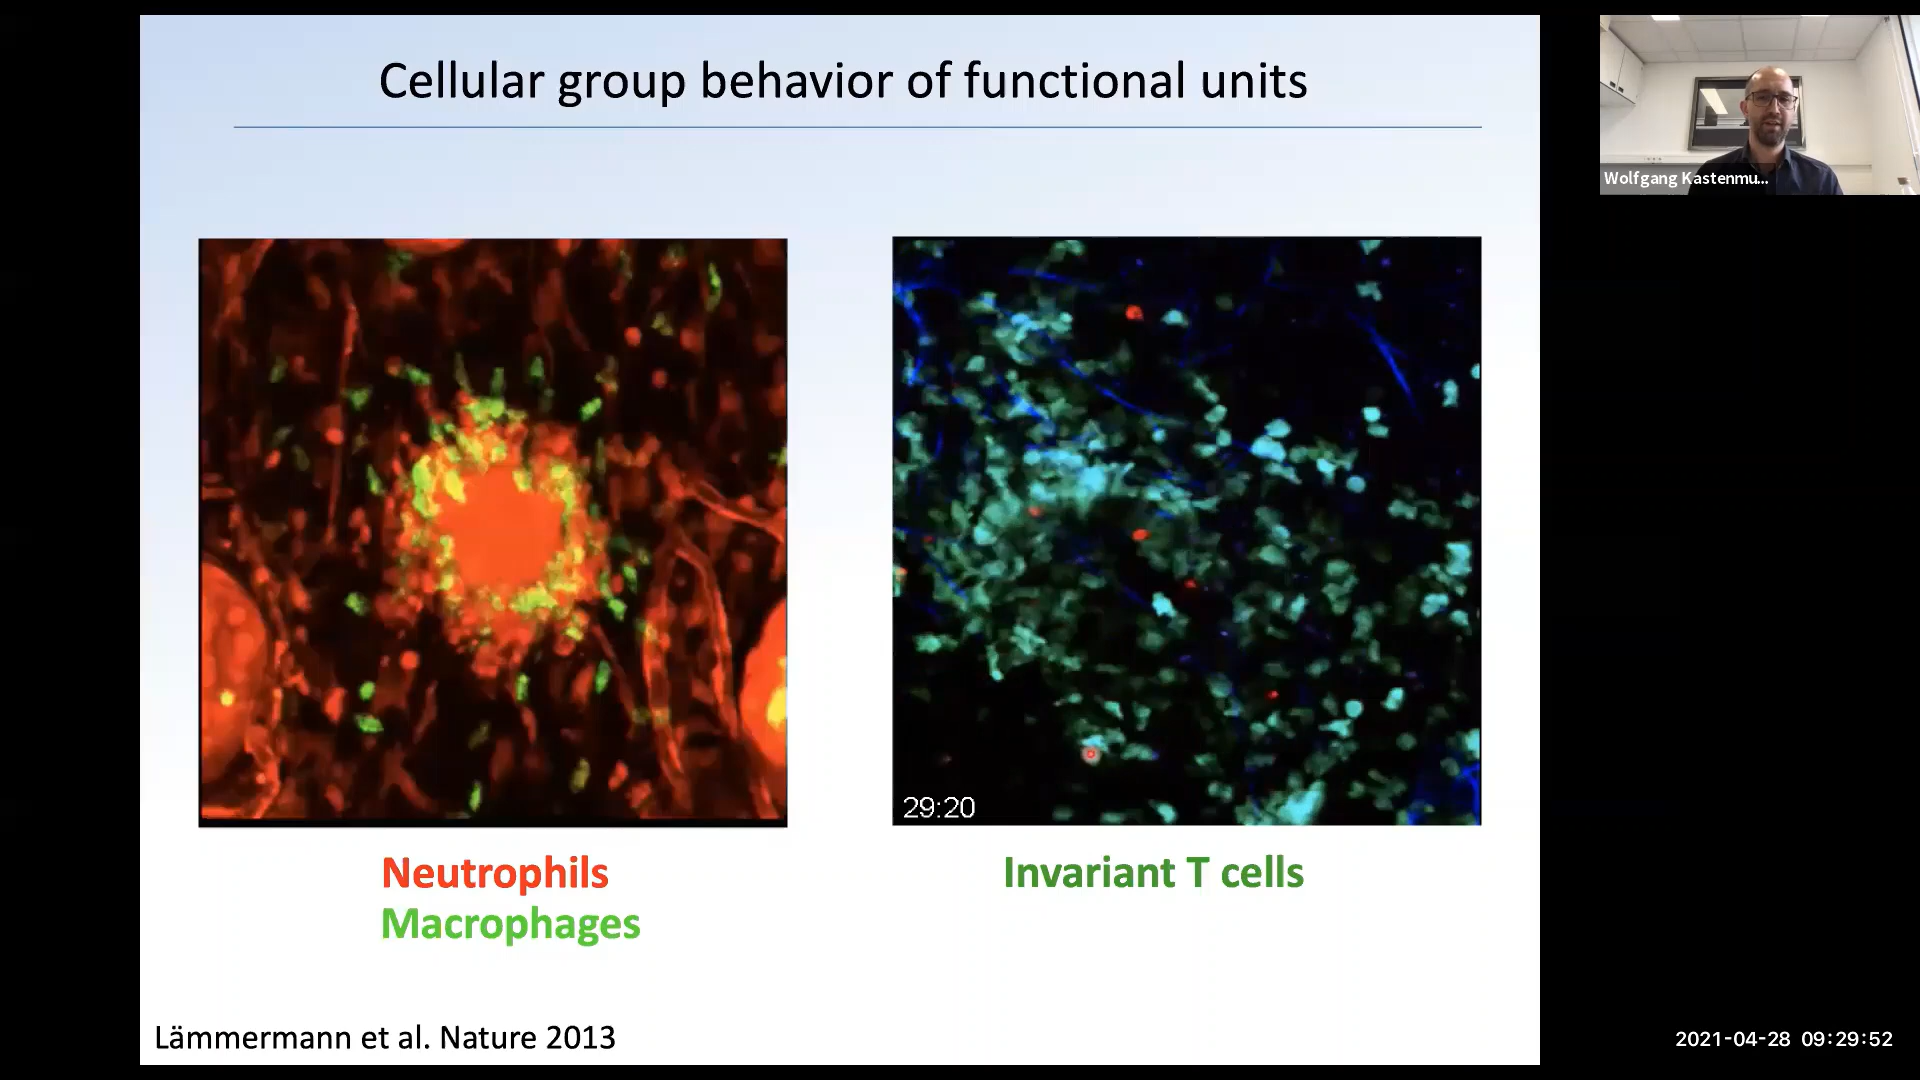 Cellular group behavior of functional units
Wolfgang Kastenmu...
29:20
Neutrophils
Macrophages
Invariant T cells
Lämmermann et al. Nature 2013
2021-04-28 09:29:52